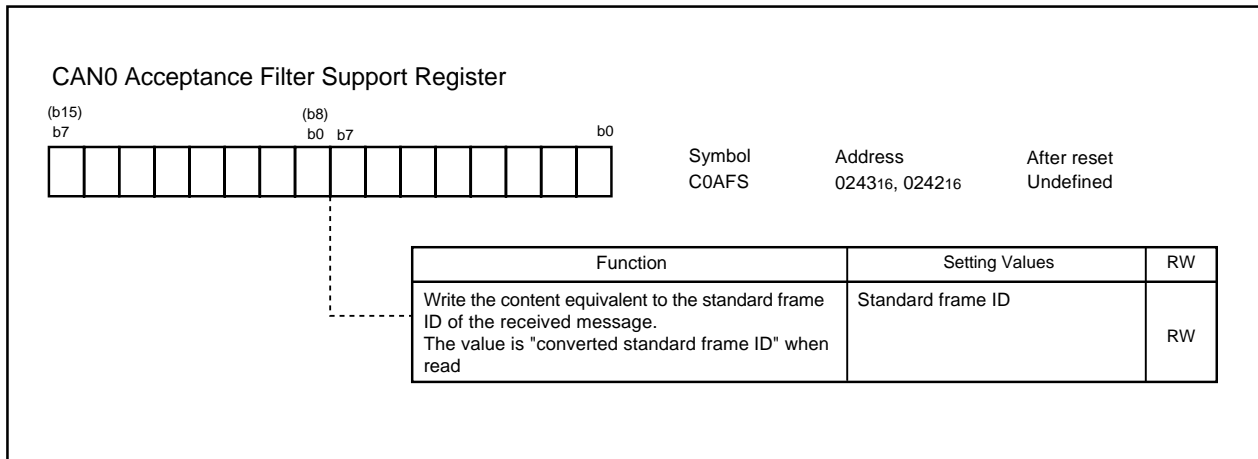 CAN0 Acceptance Filter Support Register
(b15) (b8)
b7 b0 b7 b0
Symbol Address After reset
C0AFS 024316, 024216 Undefined
Function Setting Values RW
Write the content equivalent to the standard frame Standard frame ID
ID of the received message.
The value is "converted standard frame ID" when RW
read